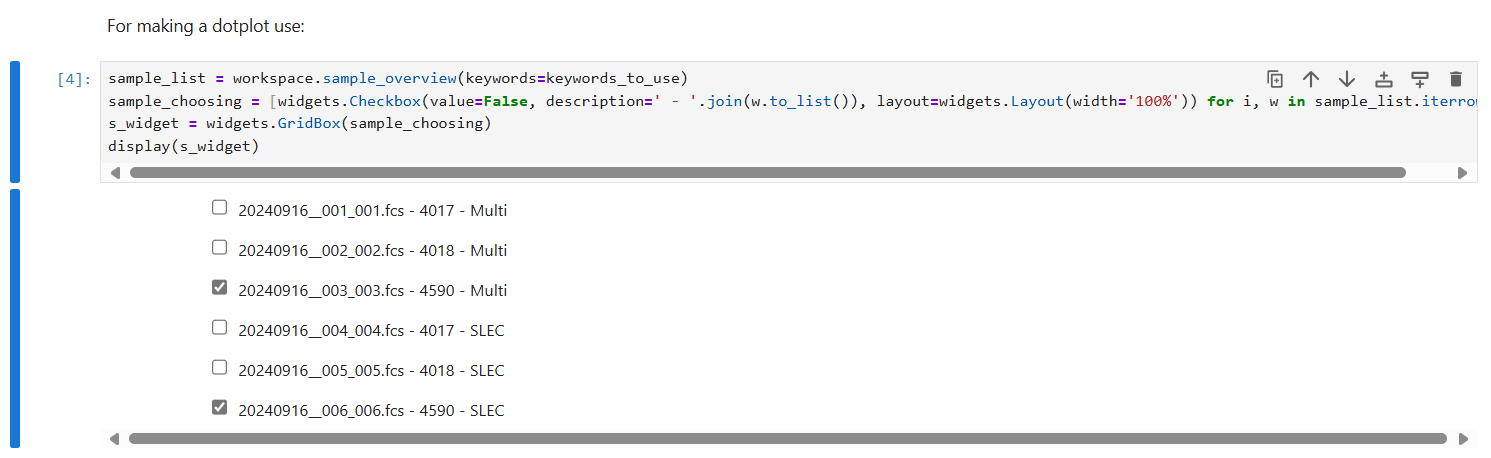 For making a dotplot use:
[4]:
sample_list = workspace.sample_overview(keywords=keywords_to_use)
sample_choosing = [widgets.Checkbox(value=False, description=' - '.join(w.to_list()), layout=widgets.Layout(width='100%')) for i, w in sample_list.iterrow
s_widget = widgets.GridBox(sample_choosing)
display(s_widget)
20240916__001_001.fcs - 4017 - Multi
20240916__002_002.fcs - 4018 - Multi
20240916__003_003.fcs - 4590 - Multi
20240916__004_004.fcs - 4017 - SLEC
20240916__005_005.fcs - 4018 - SLEC
20240916__006_006.fcs - 4590 - SLEC